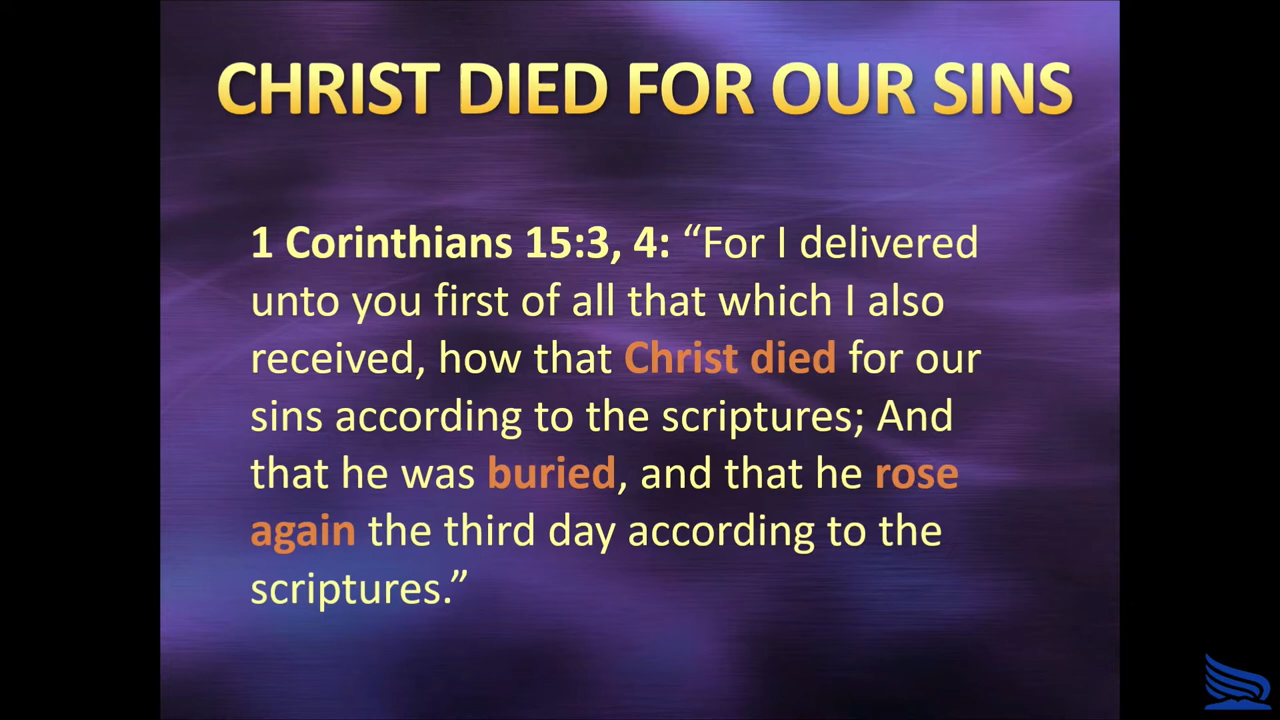 CHRIST DIED FOR OUR SINS
1 Corinthians 15:3, 4: “For I delivered
unto you first of all that which I also
received, how that Christ died for our
sins according to the scriptures; And
that he was buried, and that he rose
again the third day according to the
scriptures.”